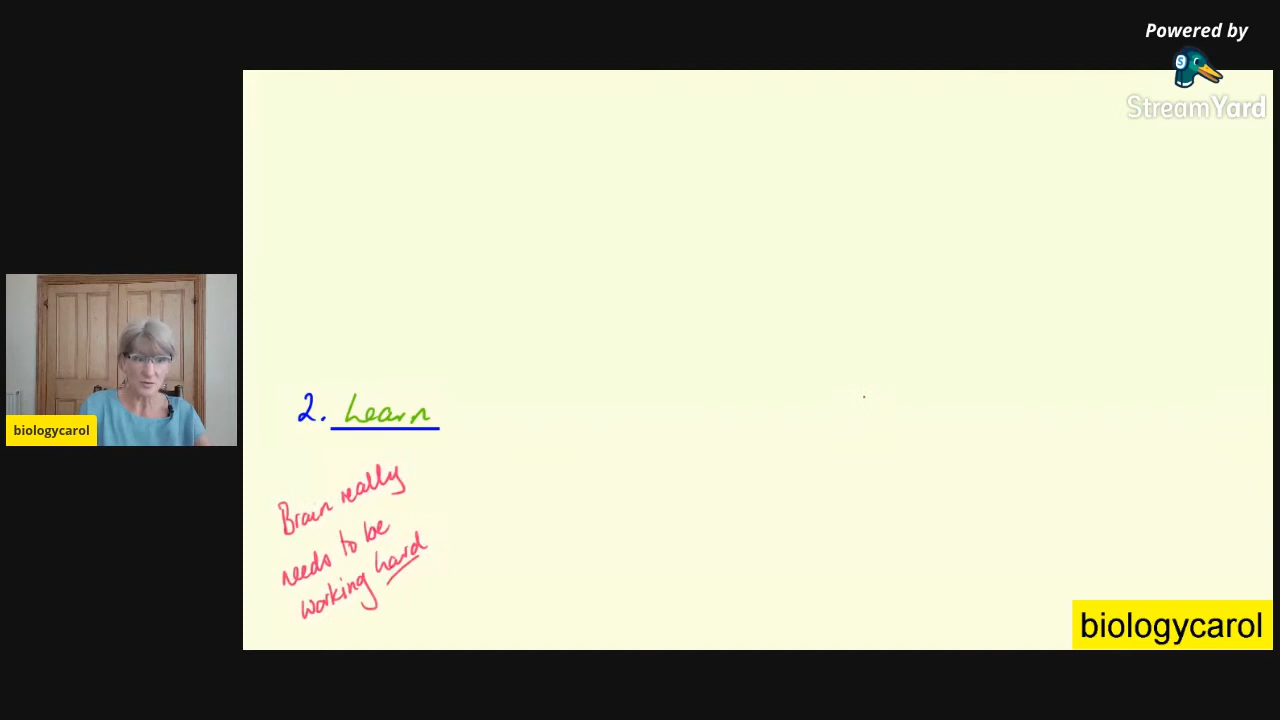 Powered by
StreamYard
2. Learn
Brain really
needs to be
working hard
biologycarol
biologycarol